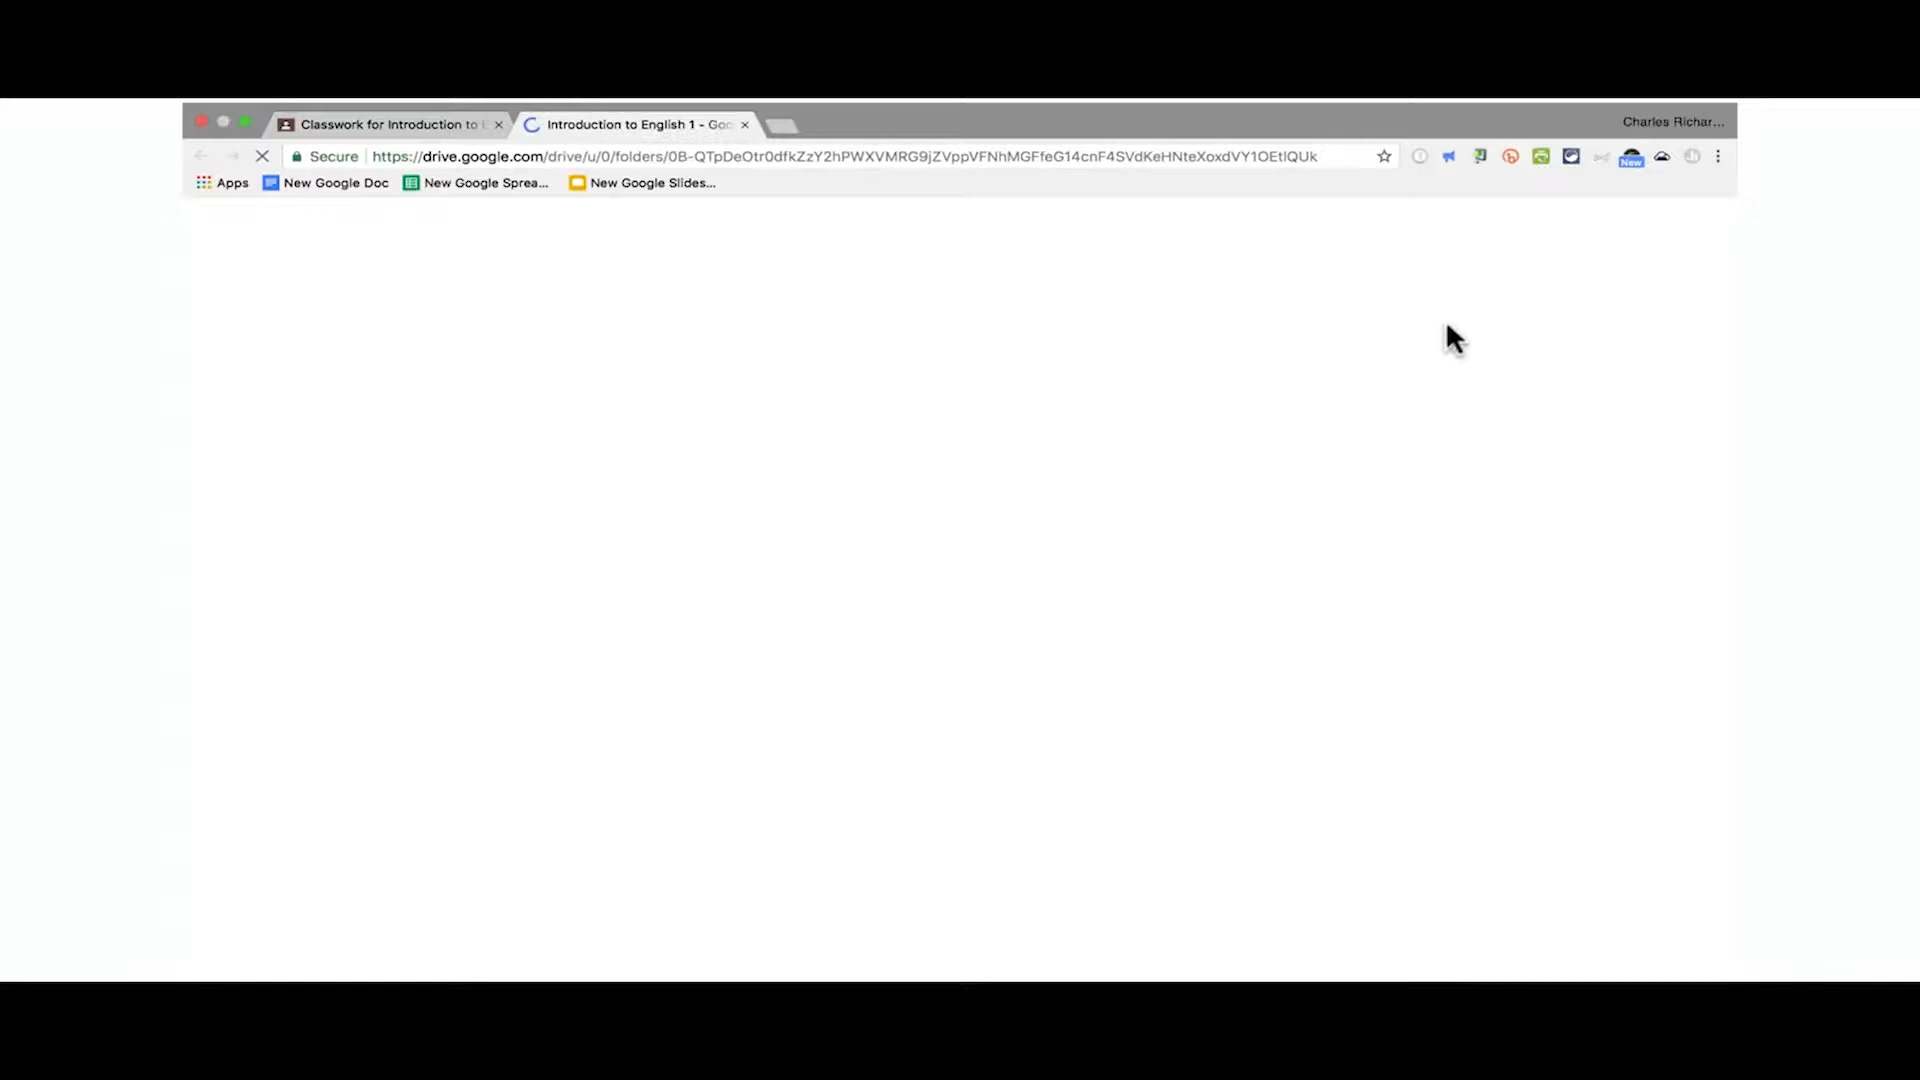 Classwork for Introduction to E
Introduction to English 1 - Goo
Charles Richar...
Secure
https://drive.google.com/drive/u/0/folders/0B-QTpDeOtr0dfkZzY2hPWXVMRG9jZVppVFNhMGFfeG14cnF4SVdKeHNteXoxdVY1OEtlQUk
New
Apps
New Google Doc
New Google Sprea...
New Google Slides...